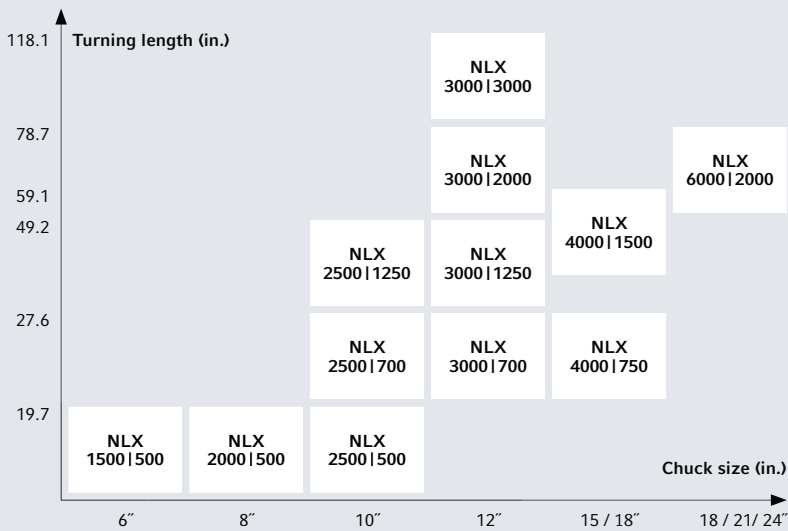 118.1
Turning length (in.)
NLX
3000|3000
78.7
NLX
3000|2000
NLX
6000|2000
59.1
NLX
4000|1500
49.2
NLX
2500|1250
NLX
3000|1250
27.6
NLX
2500|700
NLX
3000|700
NLX
4000|750
19.7
NLX
1500|500
NLX
2000|500
NLX
2500|500
Chuck size (in.)
6″
8″
10″
12″
15 / 18″
18 / 21/ 24″